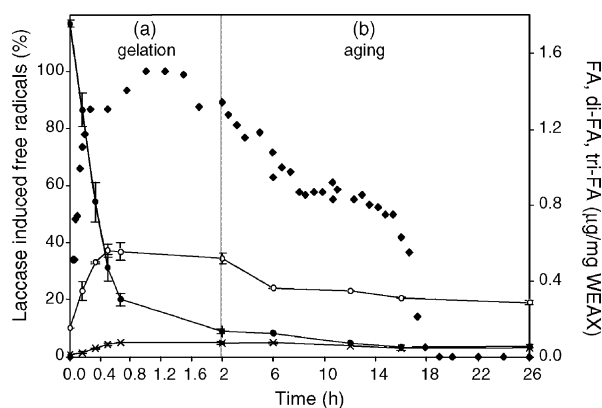 (a) (b)
gelation aging
Laccase induced free radicals (%)
100
80
60
40
20
0
1.6
1.2
0.8
0.4
0.0
FA, di-FA, tri-FA (µg/mg WEAX)
0.0 0.4 0.8 1.2 1.6 2 6 10 14 18 22 26
Time (h)